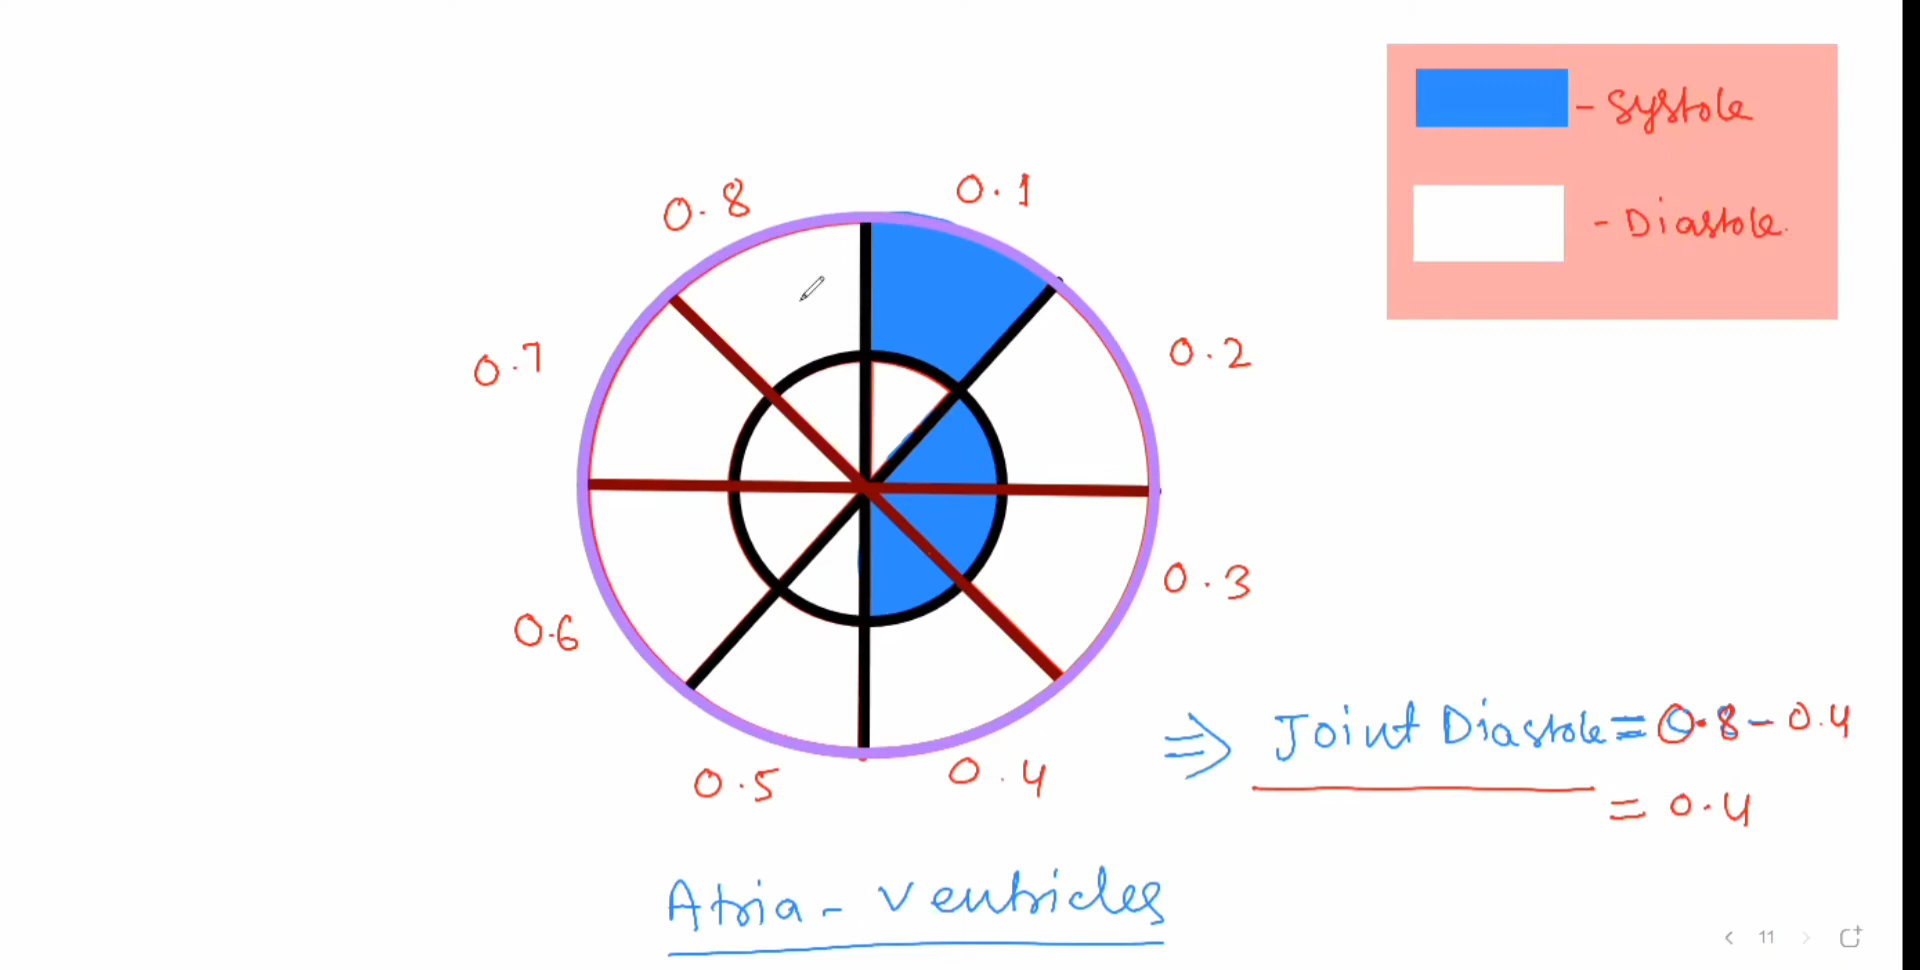 - Systole
- Diastole.
0.8
0.1
0.7
0.2
0.6
0.3
0.5
0.4
⇒ Joint Diastole = 0.8 - 0.4
= 0.4
Atria - Ventricles
11